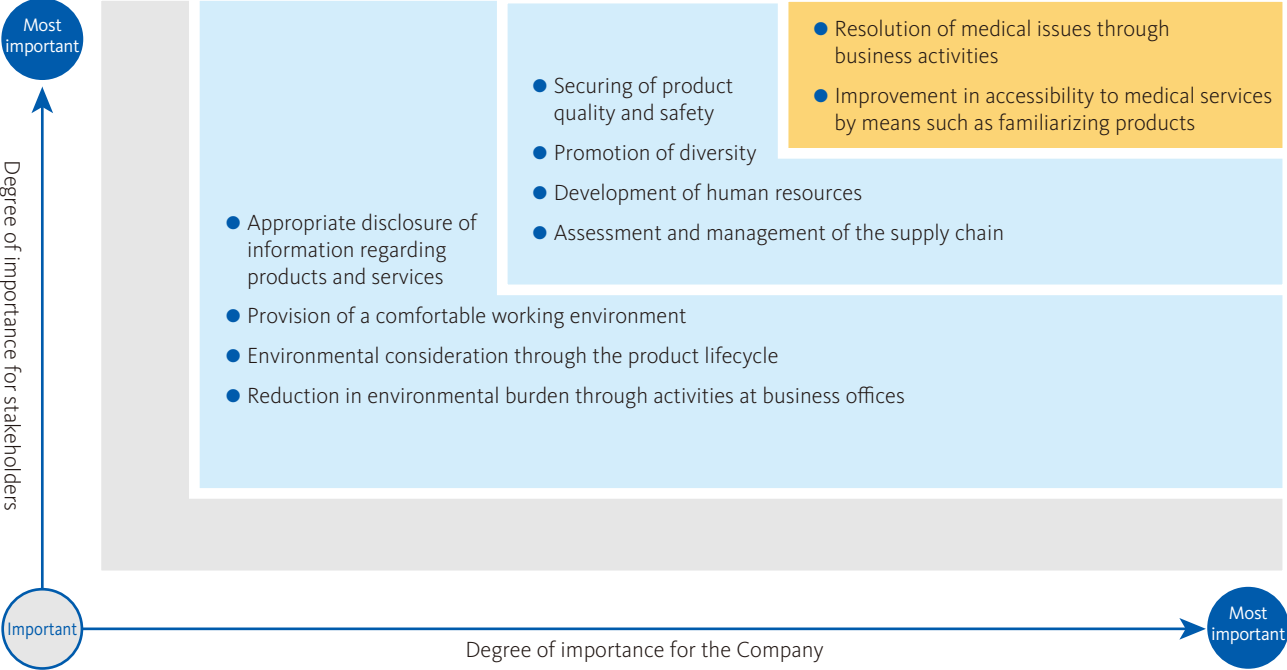 Most
important
Resolution of medical issues through
business activities
Improvement in accessibility to medical services
by means such as familiarizing products
Securing of product
quality and safety
Promotion of diversity
Development of human resources
Assessment and management of the supply chain
Appropriate disclosure of
information regarding
products and services
Provision of a comfortable working environment
Environmental consideration through the product lifecycle
Reduction in environmental burden through activities at business offices
Degree of importance for stakeholders
Important
Degree of importance for the Company
Most
important